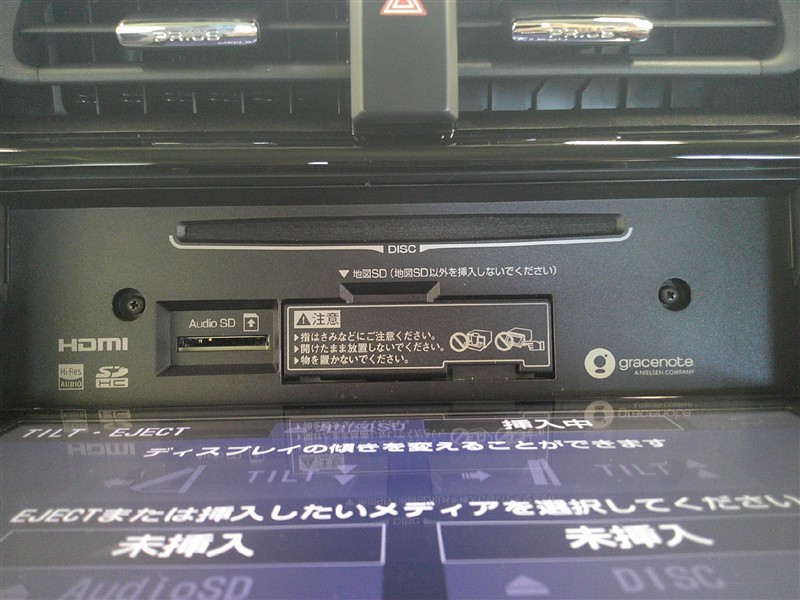 PRIUS
PRIUS
DISC
▼地図SD(地図SD以外を挿入しないでください)
Audio SD
⚠注意
▶指はさみなどにご注意ください。
▶開けたまま放置しないでください。
▶物を置かないでください。
HDMI
Hi-Res
AUDIO
SD
HC
gracenote
A NIELSEN COMPANY
TILT・EJECT
挿入中
ディスプレイの傾きを変えることができます
TILT
TILT
EJECTまたは挿入したいメディアを選択してください
未挿入
未挿入
AudioSD
DISC